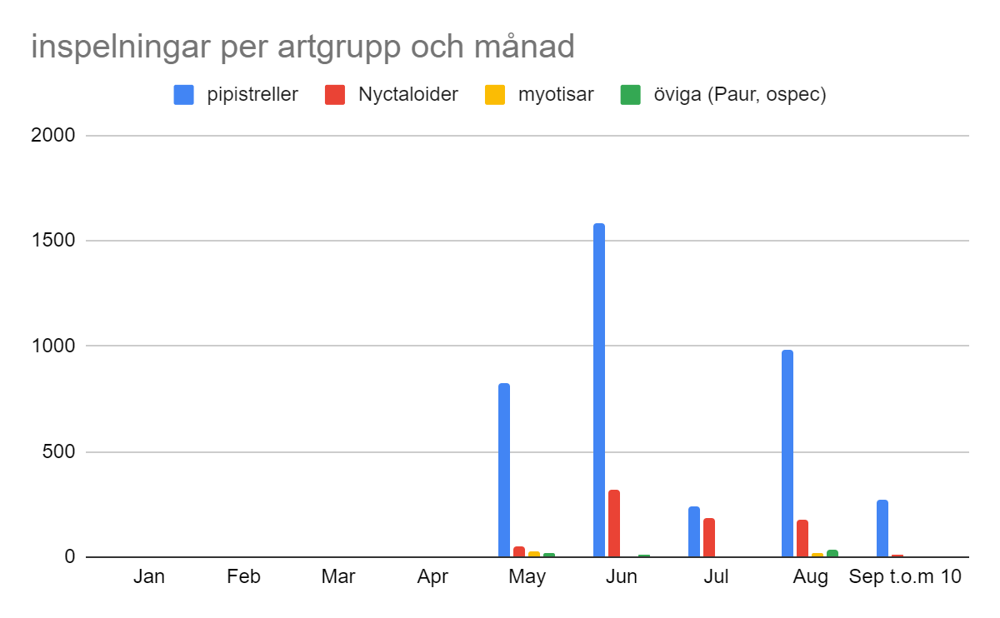 inspelningar per artgrupp och månad
pipistreller Nyctaloider myotisar öviga (Paur, ospec)
2000
1500
1000
500
0
Jan Feb Mar Apr May Jun Jul Aug Sep t.o.m 10